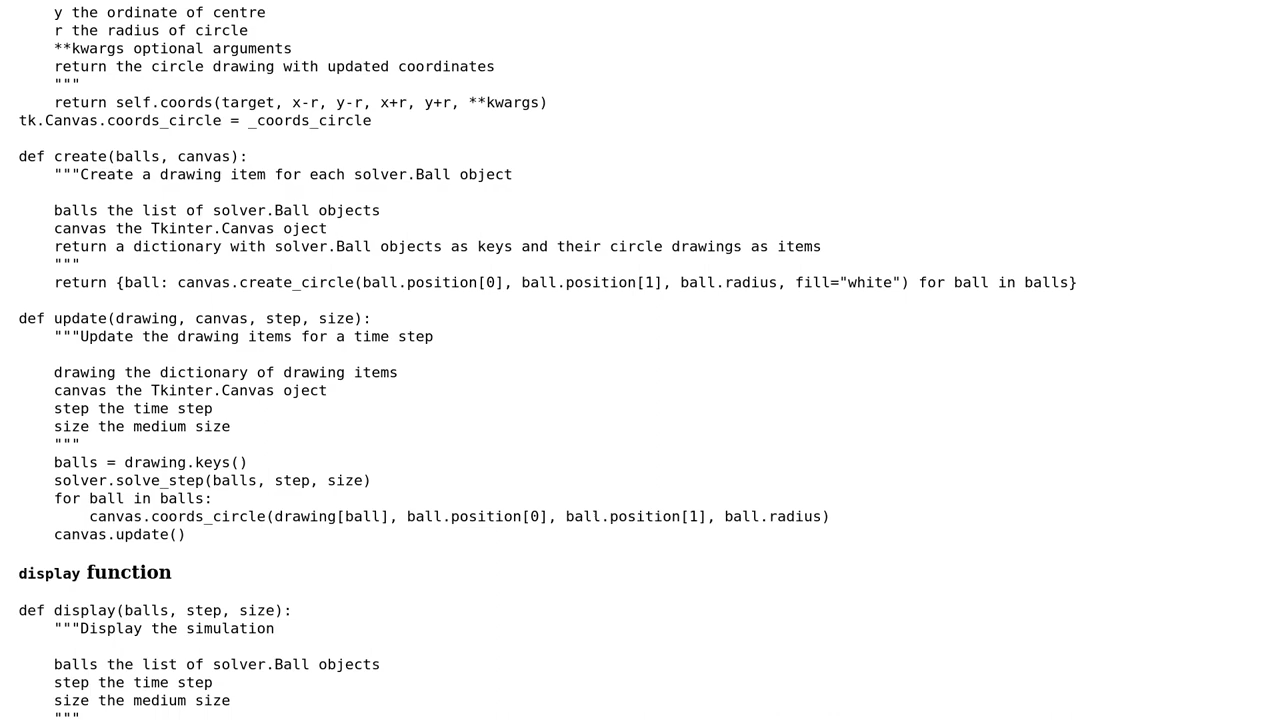 y the ordinate of centre
    r the radius of circle
    **kwargs optional arguments
    return the circle drawing with updated coordinates
    """
    return self.coords(target, x-r, y-r, x+r, y+r, **kwargs)
tk.Canvas.coords_circle = _coords_circle

def create(balls, canvas):
    """Create a drawing item for each solver.Ball object

    balls the list of solver.Ball objects
    canvas the Tkinter.Canvas oject
    return a dictionary with solver.Ball objects as keys and their circle drawings as items
    """
    return {ball: canvas.create_circle(ball.position[0], ball.position[1], ball.radius, fill="white") for ball in balls}

def update(drawing, canvas, step, size):
    """Update the drawing items for a time step

    drawing the dictionary of drawing items
    canvas the Tkinter.Canvas oject
    step the time step
    size the medium size
    """
    balls = drawing.keys()
    solver.solve_step(balls, step, size)
    for ball in balls:
        canvas.coords_circle(drawing[ball], ball.position[0], ball.position[1], ball.radius)
    canvas.update()

display function

def display(balls, step, size):
    """Display the simulation

    balls the list of solver.Ball objects
    step the time step
    size the medium size
    """